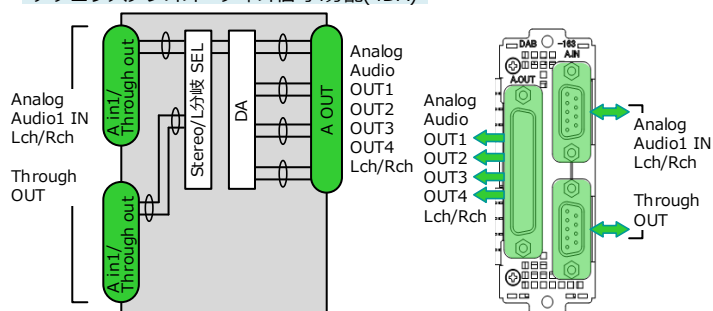 Analog
Audio1 IN
Lch/Rch
Through
OUT
A in1/
Through out
A in1/
Through out
Stereo/L分岐 SEL
DA
A OUT
Analog
Audio
OUT1
OUT2
OUT3
OUT4
Lch/Rch
DAB -163
A.IN
A.OUT
Analog
Audio
OUT1
OUT2
OUT3
OUT4
Lch/Rch
Analog
Audio1 IN
Lch/Rch
Through
OUT